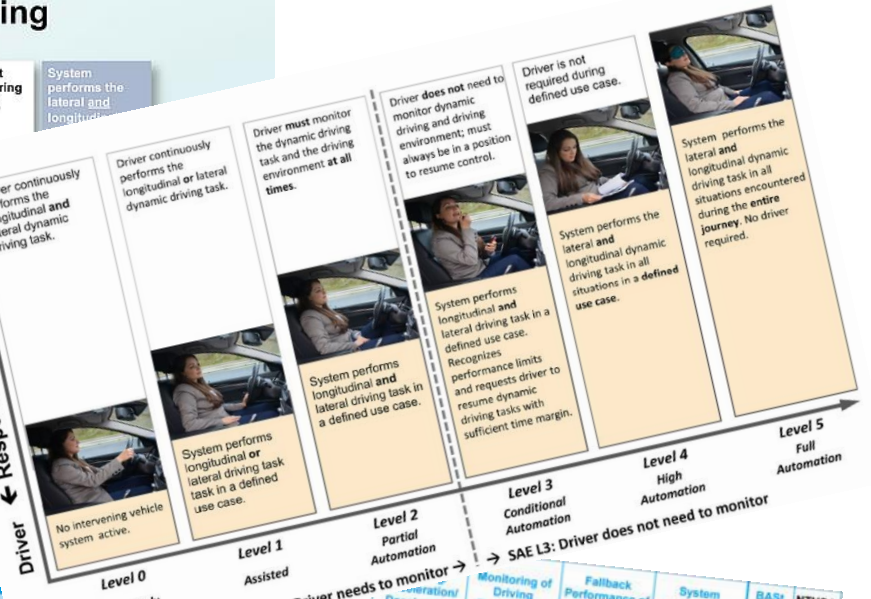 ing
System
performs the
lateral and
Driver continuously
performs the
longitudinal or lateral
dynamic driving task.
Driver must monitor
the dynamic driving
task and the driving
environment at all
times.
Driver does not need to
monitor dynamic
driving and driving
environment; must
always be in a position
to resume control.
Driver is not
required during
defined use case.
continuously
and
dynamic
task.
No intervening vehicle
system active.
System performs
longitudinal or
lateral driving task
task in a defined
use case.
System performs
longitudinal and
lateral driving task in
a defined use case.
System performs
longitudinal and
lateral driving task in a
defined use case.
Recognizes
performance limits
and requests driver to
resume dynamic
driving tasks with
sufficient time margin.
System performs the
lateral and
longitudinal dynamic
driving task in all
situations in a defined
use case.
System performs the
lateral and
longitudinal dynamic
driving task in all
situations encountered
during the entire
journey. No driver
required.
Driver ←
Level 0
Level 1
Assisted
Level 2
Partial
Automation
Level 3
Conditional
Automation
Level 4
High
Automation
Level 5
Full
Automation
needs to monitor →
→ SAE L3: Driver does not need to monitor
Monitoring of
Driving
Fallback
System